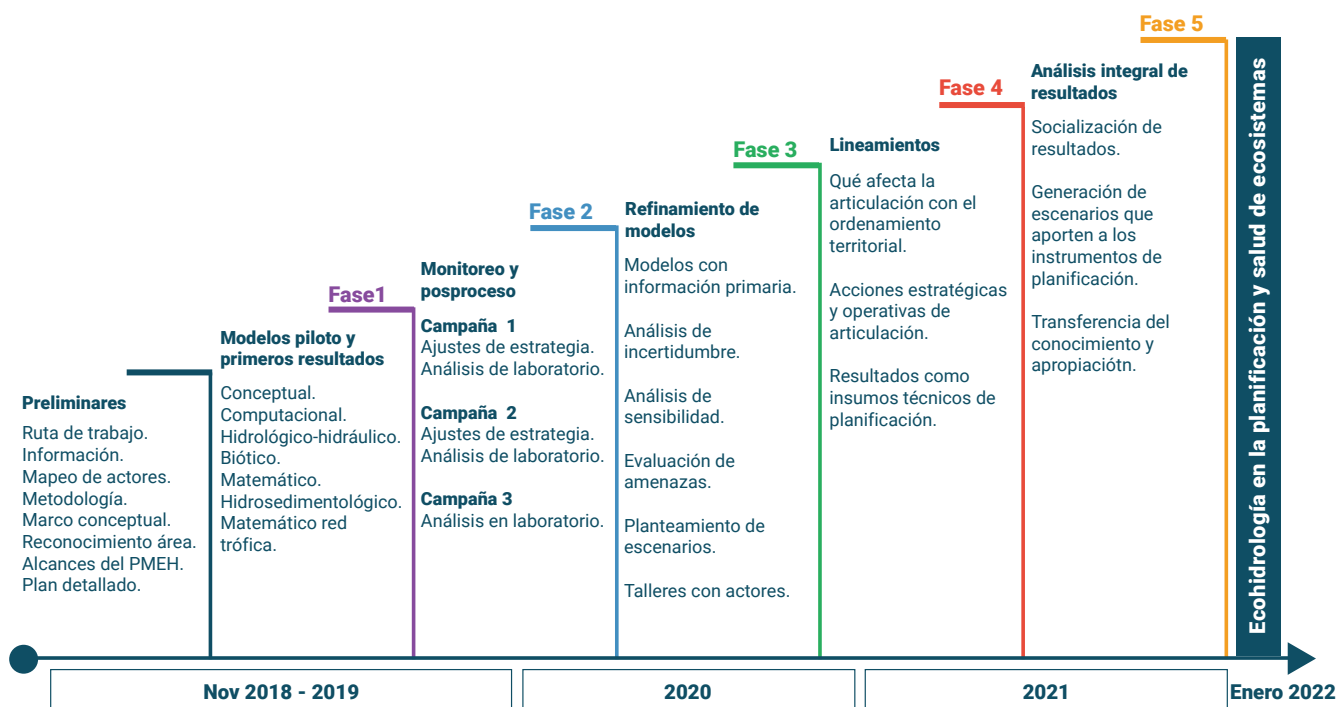 Preliminares
Ruta de trabajo.
Información.
Mapeo de actores.
Metodología.
Marco conceptual.
Reconocimiento área.
Alcances del PMEH.
Plan detallado.
Fase1
Modelos piloto y
primeros resultados
Conceptual.
Computacional.
Hidrológico-hidráulico.
Biótico.
Matemático.
Hidrosedimentológico.
Matemático red
trófica.
Fase 2
Monitoreo y
posproceso
Campaña 1
Ajustes de estrategia.
Análisis de laboratorio.
Campaña 2
Ajustes de estrategia.
Análisis de laboratorio.
Campaña 3
Análisis en laboratorio.
Fase 3
Refinamiento de
modelos
Modelos con
información primaria.
Análisis de
incertidumbre.
Análisis de
sensibilidad.
Evaluación de
amenazas.
Planteamiento de
escenarios.
Talleres con actores.
Fase 4
Lineamientos
Qué afecta la
articulación con el
ordenamiento
territorial.
Acciones estratégicas
y operativas de
articulación.
Resultados como
insumos técnicos de
planificación.
Fase 5
Análisis integral de
resultados
Socialización de
resultados.
Generación de
escenarios que
aporten a los
instrumentos de
planificación.
Transferencia del
conocimiento y
apropiaciótn.
Ecohidrología en la planificación y salud de ecosistemas
Nov 2018 - 2019
2020
2021
Enero 2022